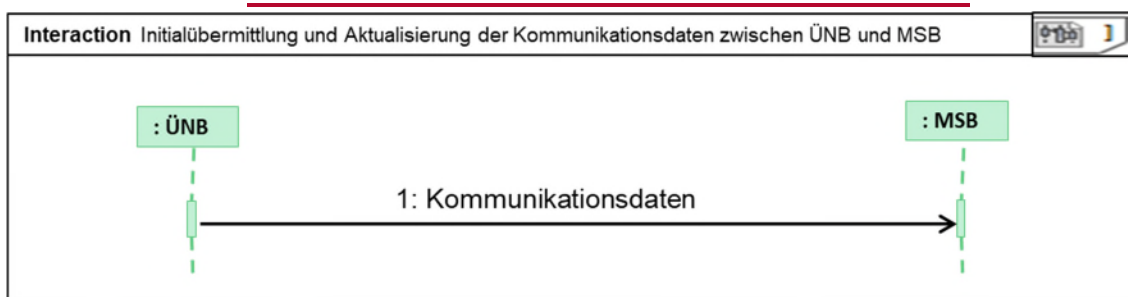 Interaction Initialübermittlung und Aktualisierung der Kommunikationsdaten zwischen ÜNB und MSB
: ÜNB
: MSB
1: Kommunikationsdaten